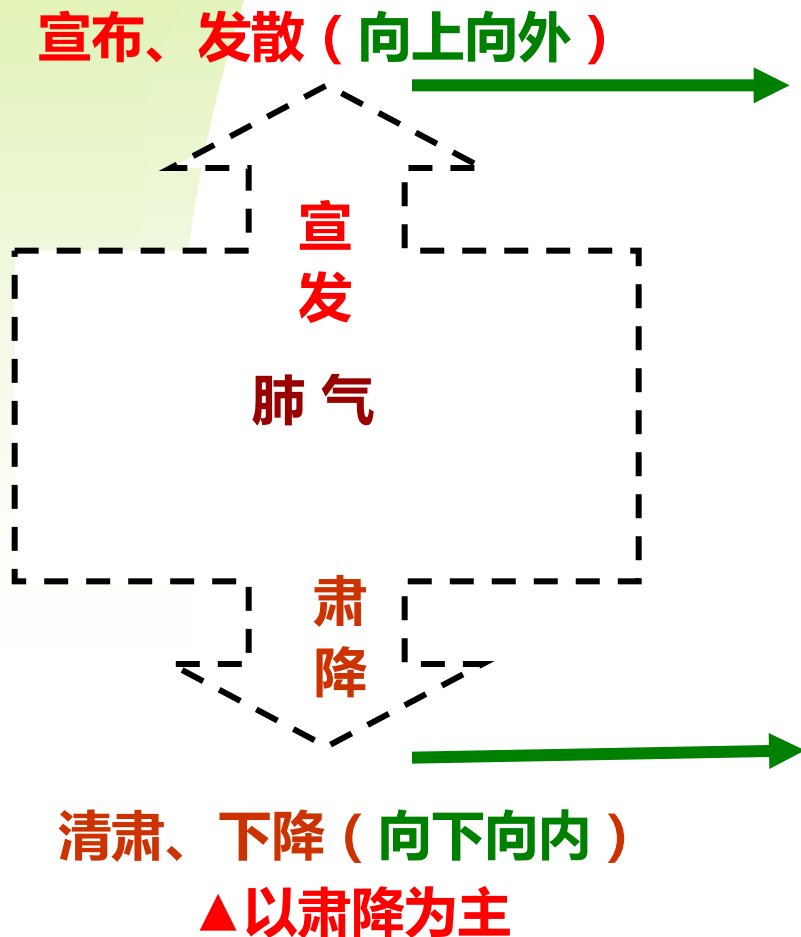 宣布、发散（向上向外）
宣
发
肺 气
肃
降
清肃、下降（向下向内）
▲以肃降为主